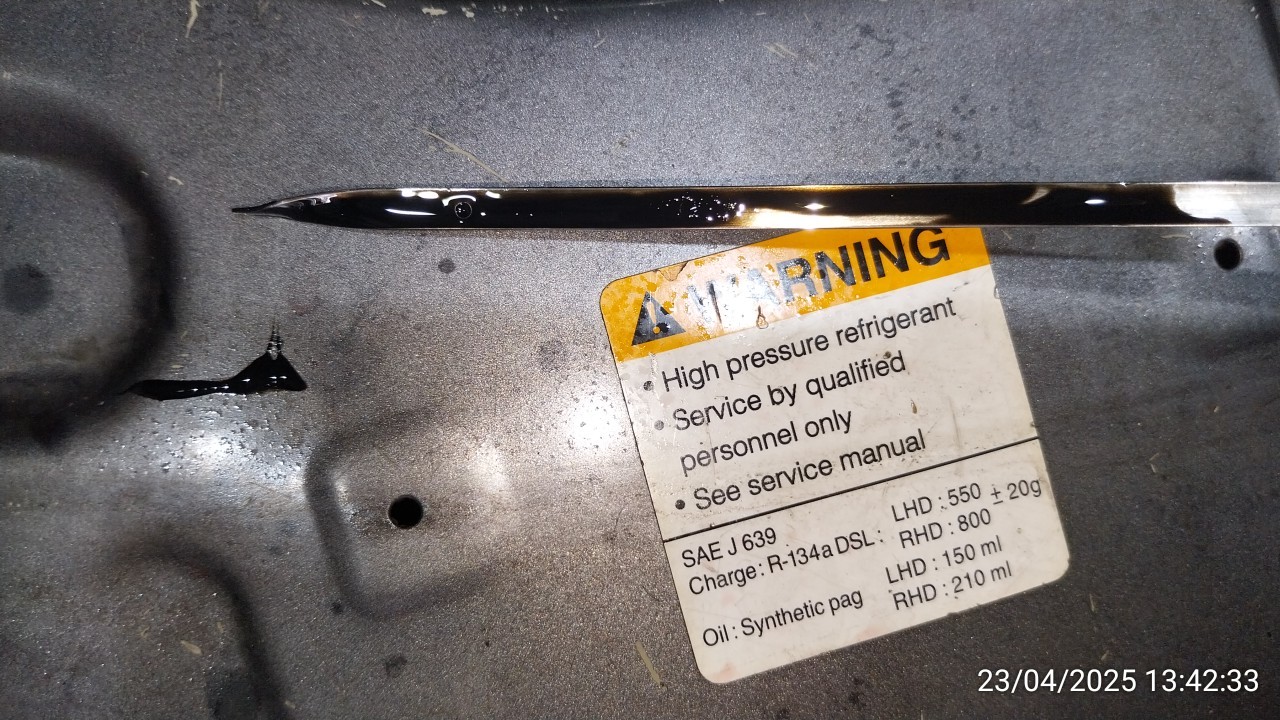 WARNING
• High pressure refrigerant
• Service by qualified
personnel only
• See service manual
SAE J 639
Charge: R-134a DSL: LHD : 550 ± 20g
RHD : 800
Oil : Synthetic pag LHD : 150 ml
RHD : 210 ml
23/04/2025 13:42:33